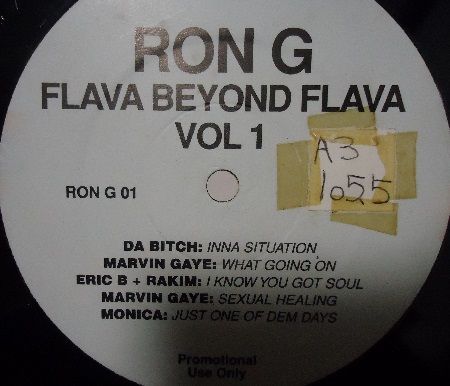 RON G
FLAVA BEYOND FLAVA
VOL 1
A3
1055
RON G 01
DA BITCH: INNA SITUATION
MARVIN GAYE: WHAT GOING ON
ERIC B + RAKIM: I KNOW YOU GOT SOUL
MARVIN GAYE: SEXUAL HEALING
MONICA: JUST ONE OF DEM DAYS
Promotional
Use Only